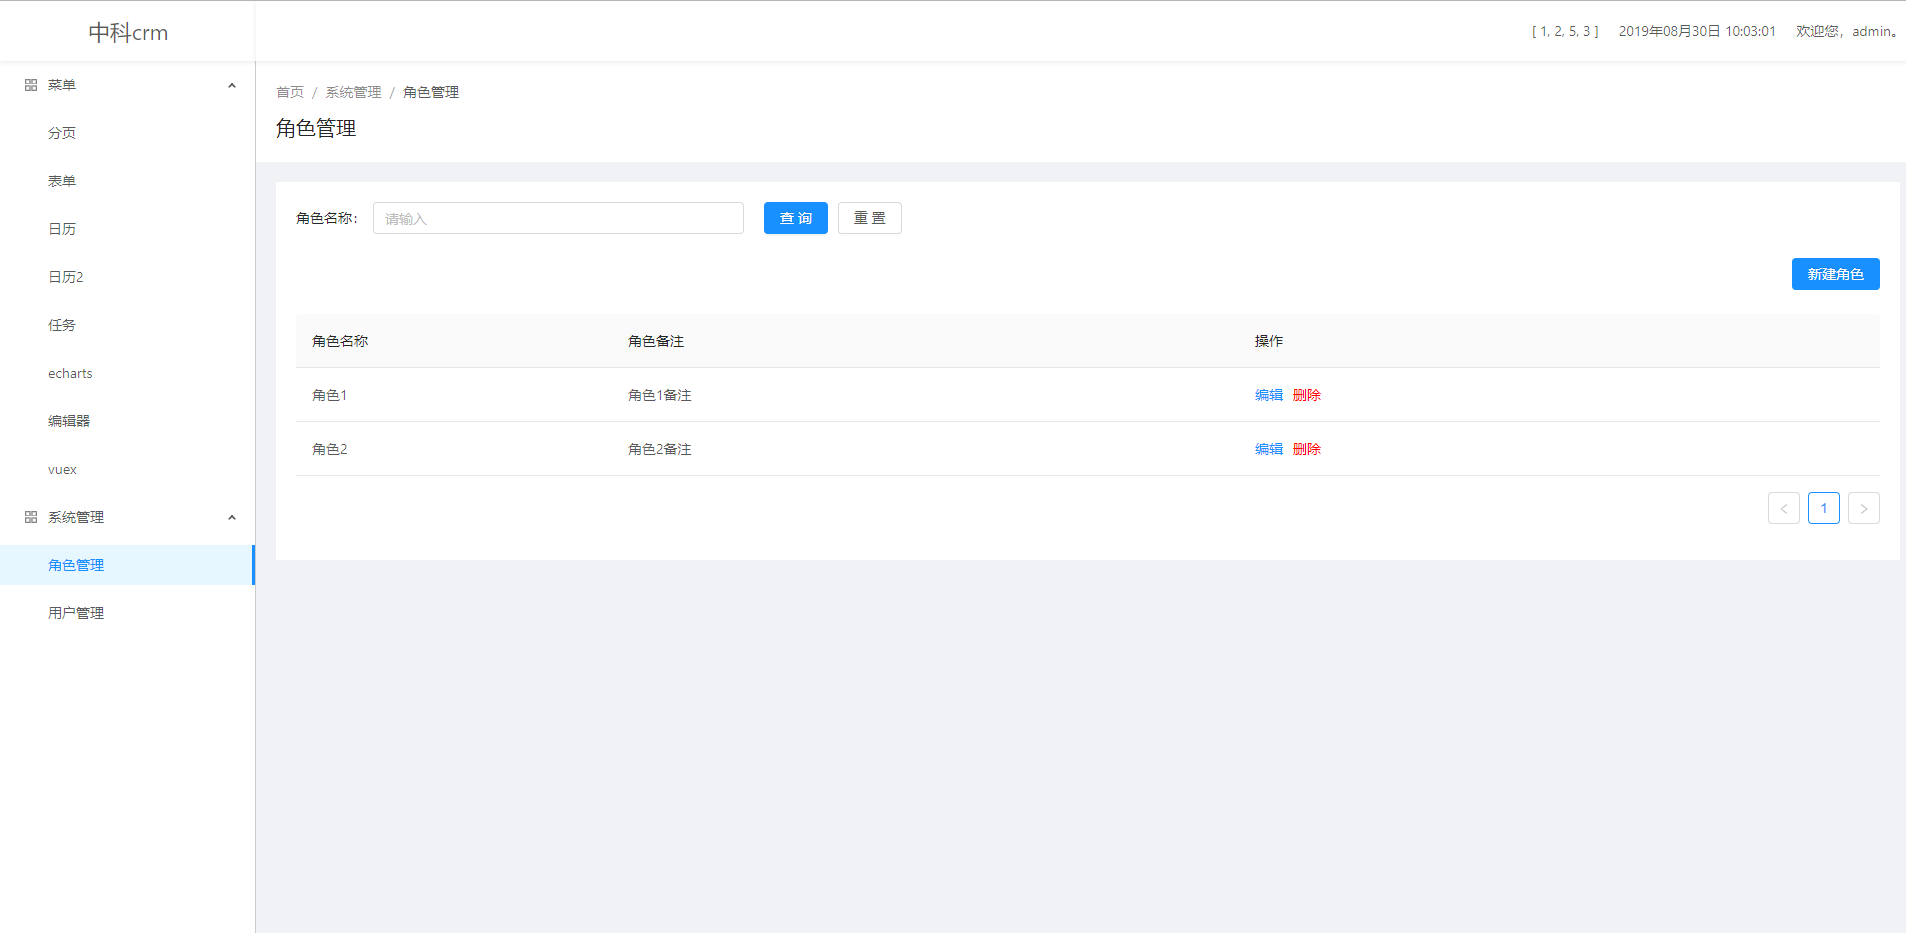 中科crm
[ 1, 2, 5, 3 ] 2019年08月30日 10:03:01 欢迎您，admin。
菜单
分页
表单
日历
日历2
任务
echarts
编辑器
vuex
系统管理
角色管理
用户管理
首页 / 系统管理 / 角色管理
角色管理
角色名称： 请输入 查 询 重 置
新建角色
角色名称 角色备注 操作
角色1 角色1备注 编辑 删除
角色2 角色2备注 编辑 删除
< 1 >